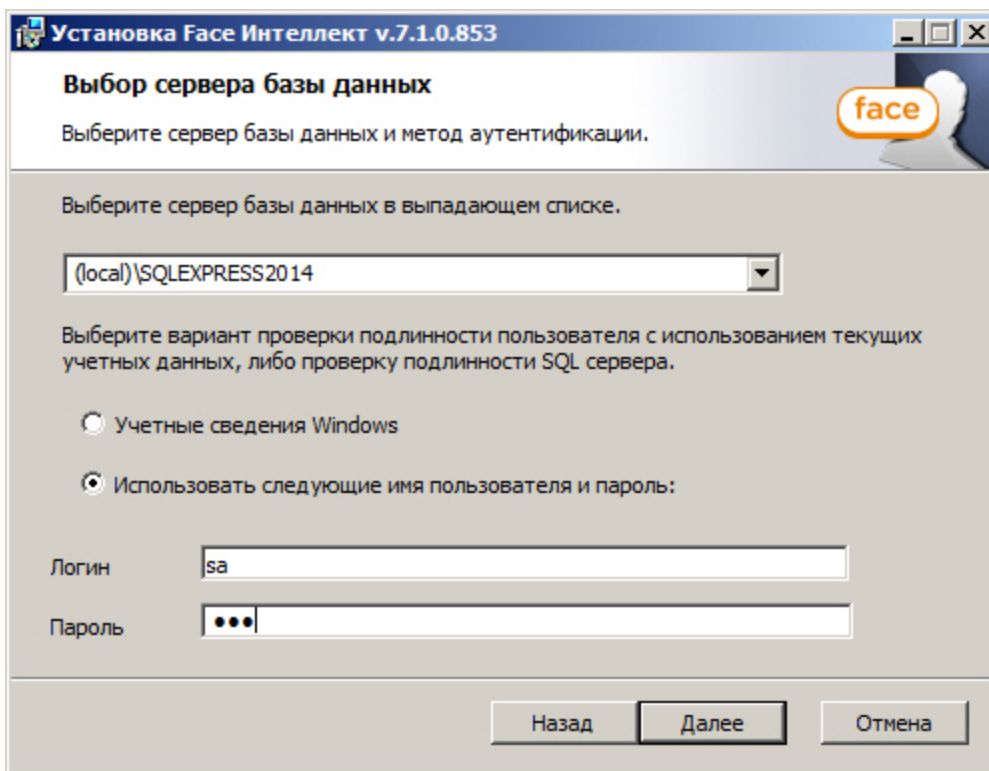 Установка Face Интеллект v.7.1.0.853
Выбор сервера базы данных
face
Выберите сервер базы данных и метод аутентификации.
Выберите сервер базы данных в выпадающем списке.
(local)\SQLEXPRESS2014
Выберите вариант проверки подлинности пользователя с использованием текущих
учетных данных, либо проверку подлинности SQL сервера.
Учетные сведения Windows
Использовать следующие имя пользователя и пароль:
Логин
sa
Пароль
●●●
Назад
Далее
Отмена